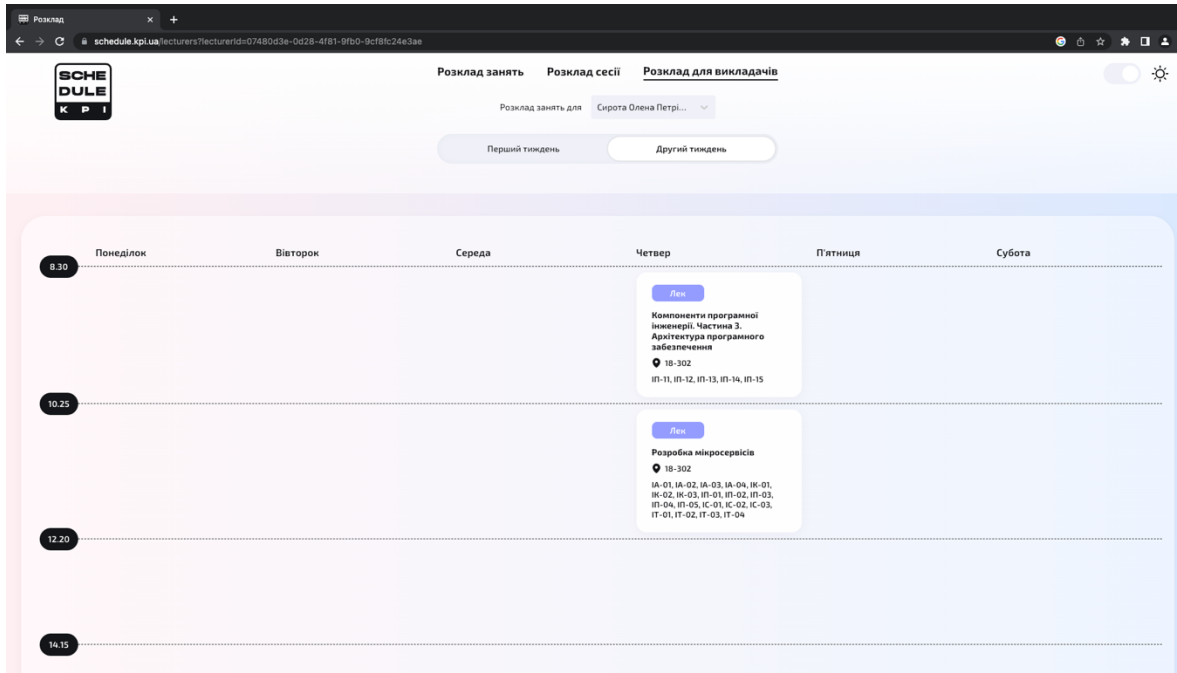 Розклад
schedule.kpi.ua/lecturers?lecturerId=07480d3e-0d28-4f81-9fb0-9cf8fc24e3ae
SCHE
DULE
KPI
Розклад занять Розклад сесії Розклад для викладачів
Розклад занять для Сирота Олена Петрі...
Перший тиждень Другий тиждень
Понеділок Вівторок Середа Четвер П'ятниця Субота
8.30
Лек
Компоненти програмної
інженерії. Частина 3.
Архітектура програмного
забезпечення
18-302
ІП-11, ІП-12, ІП-13, ІП-14, ІП-15
10.25
Лек
Розробка мікросервісів
18-302
ІА-01, ІА-02, ІА-03, ІА-04, ІК-01,
ІК-02, ІК-03, ІП-01, ІП-02, ІП-03,
ІП-04, ІП-05, ІС-01, ІС-02, ІС-03,
ІТ-01, ІТ-02, ІТ-03, ІТ-04
12.20
14.15